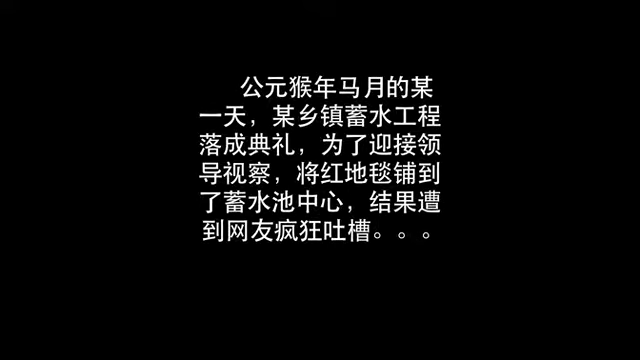 公元猴年马月的某
一天，某乡镇蓄水工程
落成典礼，为了迎接领
导视察，将红地毯铺到
了蓄水池中心，结果遭
到网友疯狂吐槽。。。